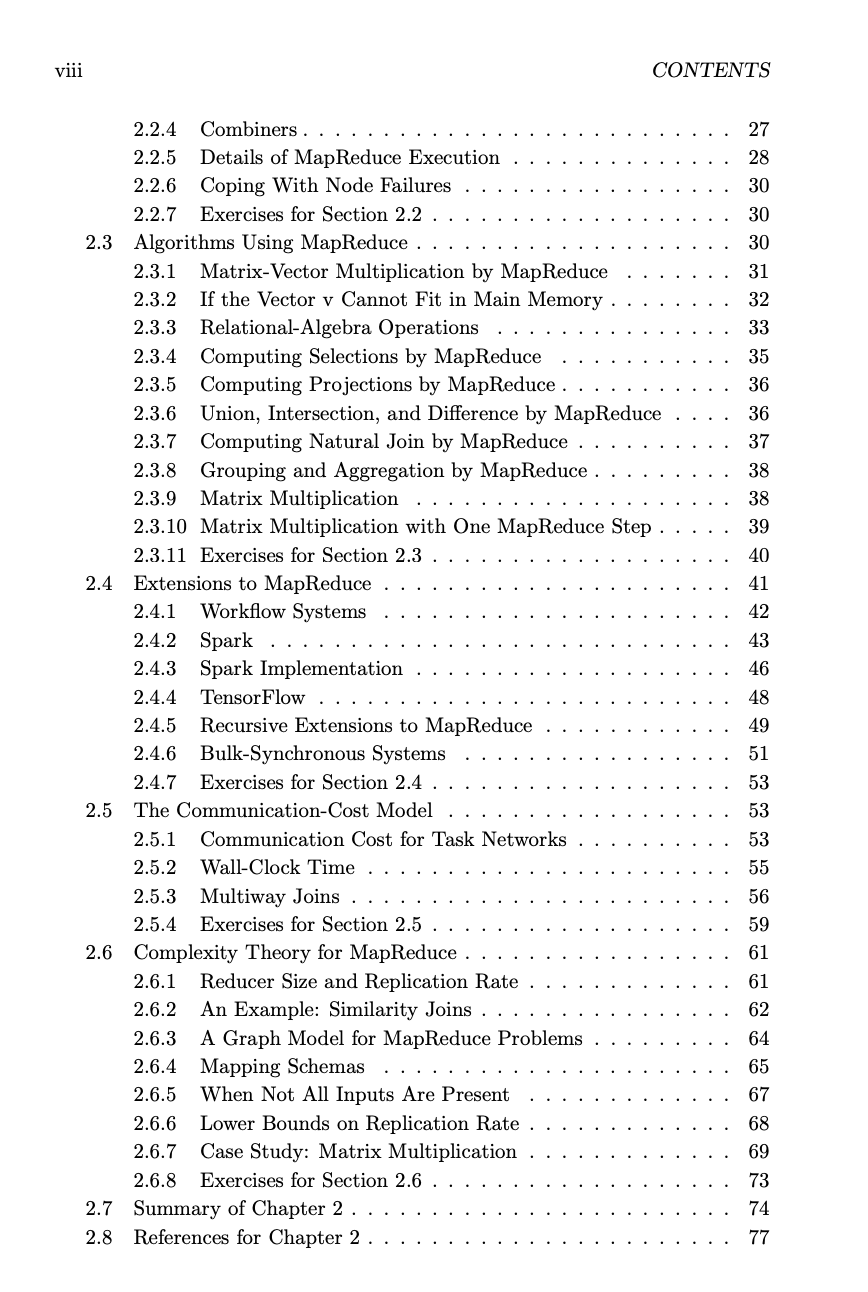 viii CONTENTS
2.2.4 Combiners . . . . . . . . . . . . . . . . . . . . . . . . . . . 27
2.2.5 Details of MapReduce Execution . . . . . . . . . . . . . . 28
2.2.6 Coping With Node Failures . . . . . . . . . . . . . . . . . 30
2.2.7 Exercises for Section 2.2 . . . . . . . . . . . . . . . . . . . 30
2.3 Algorithms Using MapReduce . . . . . . . . . . . . . . . . . . . . 30
2.3.1 Matrix-Vector Multiplication by MapReduce . . . . . . . 31
2.3.2 If the Vector v Cannot Fit in Main Memory . . . . . . . . 32
2.3.3 Relational-Algebra Operations . . . . . . . . . . . . . . . 33
2.3.4 Computing Selections by MapReduce . . . . . . . . . . . 35
2.3.5 Computing Projections by MapReduce . . . . . . . . . . . 36
2.3.6 Union, Intersection, and Difference by MapReduce . . . . 36
2.3.7 Computing Natural Join by MapReduce . . . . . . . . . . 37
2.3.8 Grouping and Aggregation by MapReduce . . . . . . . . . 38
2.3.9 Matrix Multiplication . . . . . . . . . . . . . . . . . . . . 38
2.3.10 Matrix Multiplication with One MapReduce Step . . . . . 39
2.3.11 Exercises for Section 2.3 . . . . . . . . . . . . . . . . . . . 40
2.4 Extensions to MapReduce . . . . . . . . . . . . . . . . . . . . . . 41
2.4.1 Workflow Systems . . . . . . . . . . . . . . . . . . . . . . 42
2.4.2 Spark . . . . . . . . . . . . . . . . . . . . . . . . . . . . . 43
2.4.3 Spark Implementation . . . . . . . . . . . . . . . . . . . . 46
2.4.4 TensorFlow . . . . . . . . . . . . . . . . . . . . . . . . . . 48
2.4.5 Recursive Extensions to MapReduce . . . . . . . . . . . . 49
2.4.6 Bulk-Synchronous Systems . . . . . . . . . . . . . . . . . 51
2.4.7 Exercises for Section 2.4 . . . . . . . . . . . . . . . . . . . 53
2.5 The Communication-Cost Model . . . . . . . . . . . . . . . . . . 53
2.5.1 Communication Cost for Task Networks . . . . . . . . . . 53
2.5.2 Wall-Clock Time . . . . . . . . . . . . . . . . . . . . . . . 55
2.5.3 Multiway Joins . . . . . . . . . . . . . . . . . . . . . . . . 56
2.5.4 Exercises for Section 2.5 . . . . . . . . . . . . . . . . . . . 59
2.6 Complexity Theory for MapReduce . . . . . . . . . . . . . . . . . 61
2.6.1 Reducer Size and Replication Rate . . . . . . . . . . . . . 61
2.6.2 An Example: Similarity Joins . . . . . . . . . . . . . . . . 62
2.6.3 A Graph Model for MapReduce Problems . . . . . . . . . 64
2.6.4 Mapping Schemas . . . . . . . . . . . . . . . . . . . . . . 65
2.6.5 When Not All Inputs Are Present . . . . . . . . . . . . . 67
2.6.6 Lower Bounds on Replication Rate . . . . . . . . . . . . . 68
2.6.7 Case Study: Matrix Multiplication . . . . . . . . . . . . . 69
2.6.8 Exercises for Section 2.6 . . . . . . . . . . . . . . . . . . . 73
2.7 Summary of Chapter 2 . . . . . . . . . . . . . . . . . . . . . . . . 74
2.8 References for Chapter 2 . . . . . . . . . . . . . . . . . . . . . . . 77